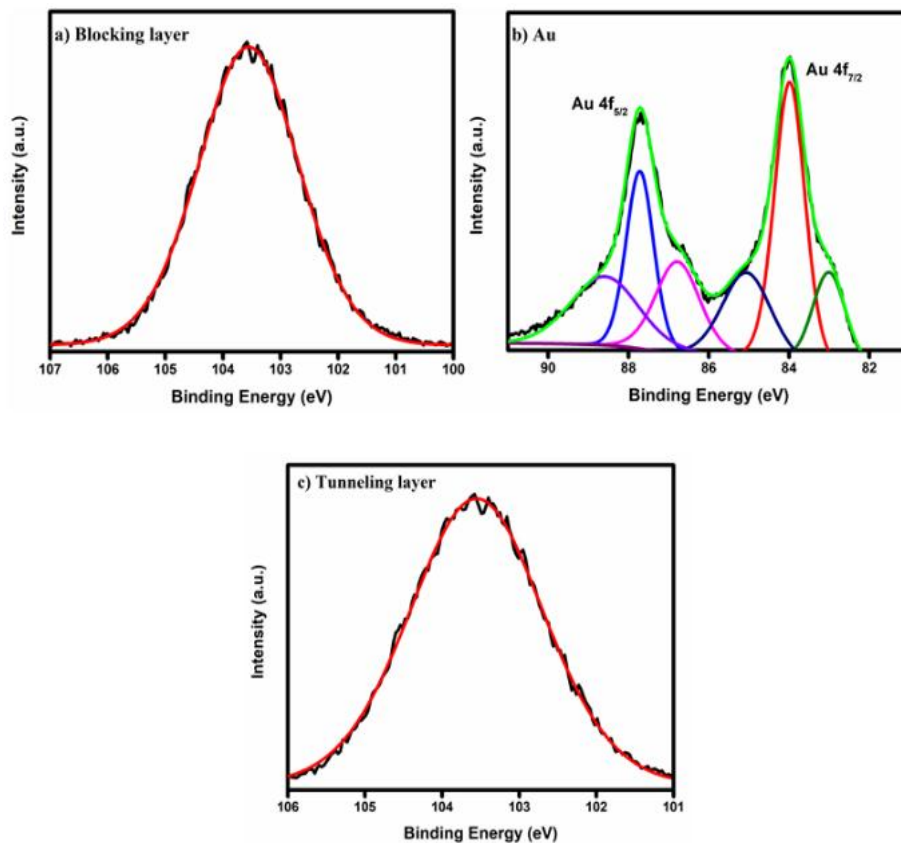 a) Blocking layer
Intensity (a.u.)
107 106 105 104 103 102 101 100
Binding Energy (eV)
b) Au
Au 4f5/2
Au 4f7/2
Intensity (a.u.)
90 88 86 84 82
Binding Energy (eV)
c) Tunneling layer
Intensity (a.u.)
106 105 104 103 102 101
Binding Energy (eV)